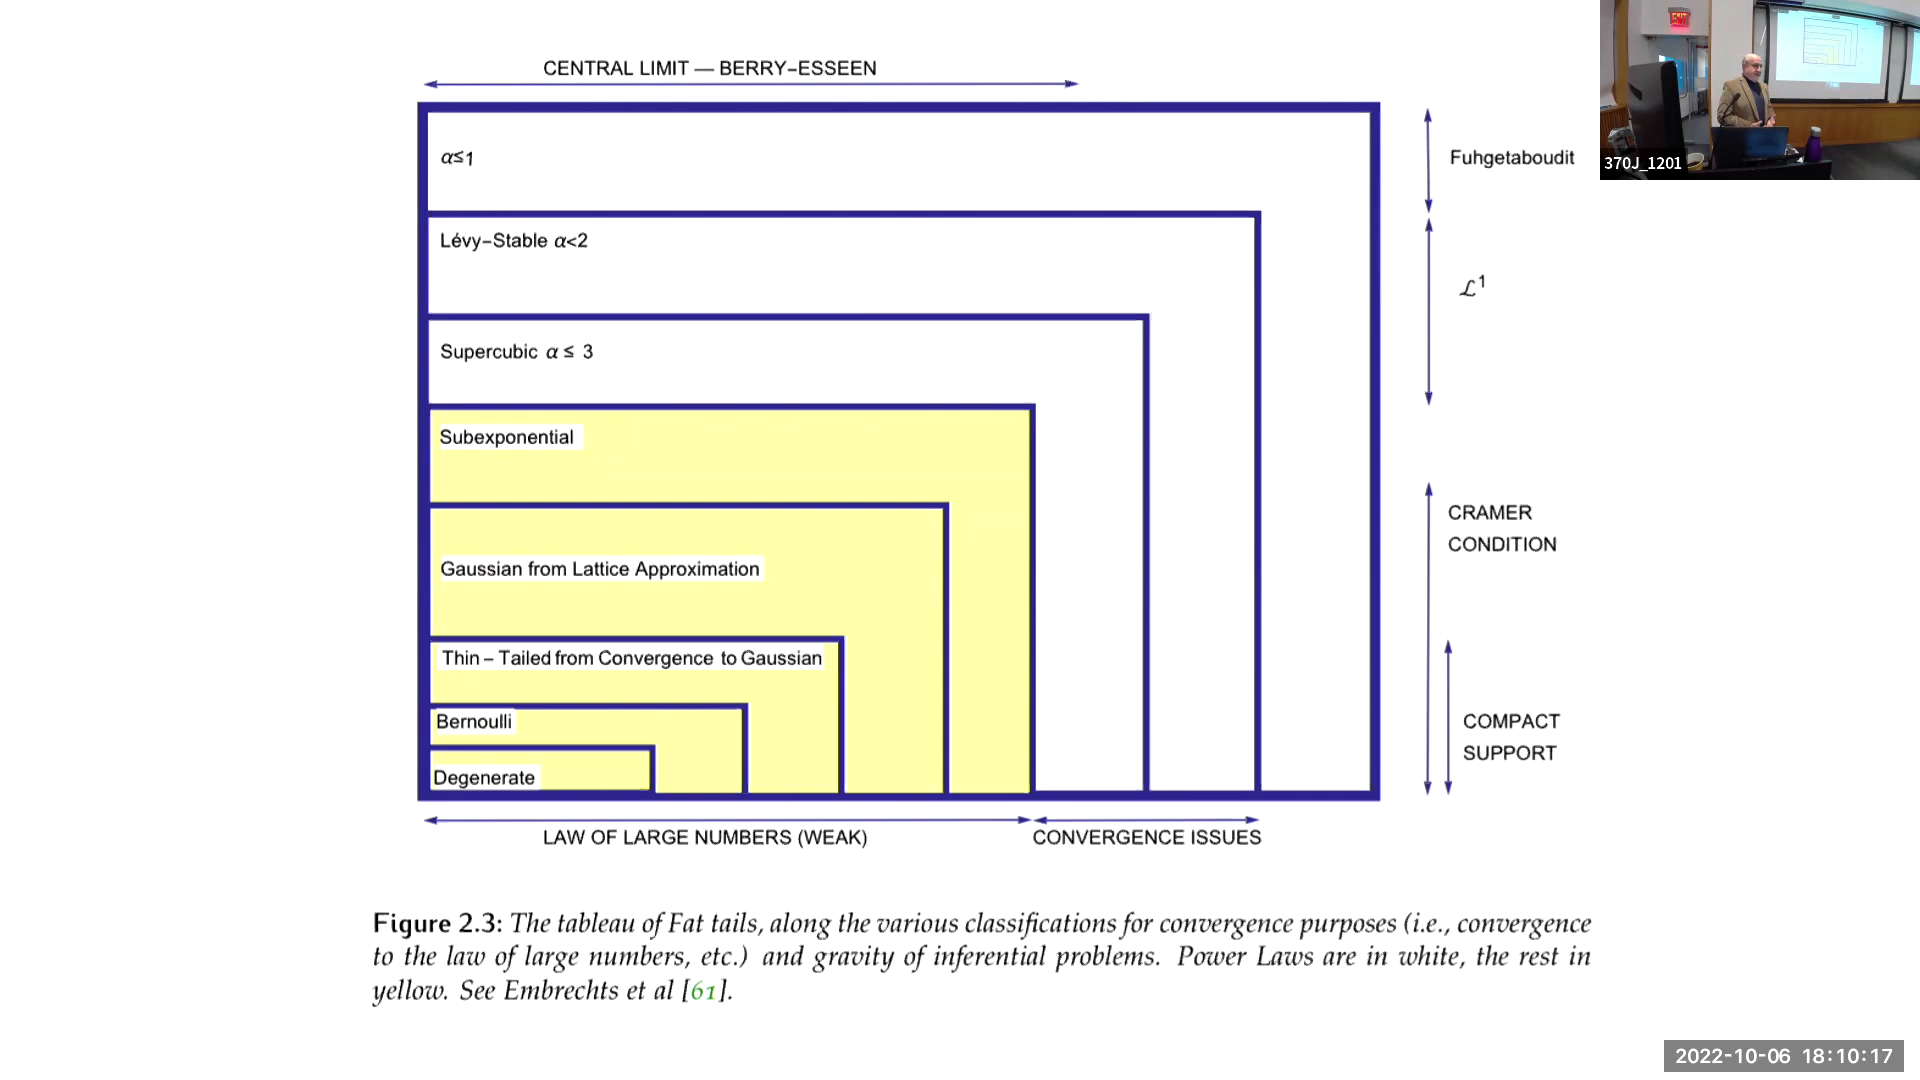 CENTRAL LIMIT — BERRY–ESSEEN
α≤1
Fuhgetaboudit
Lévy–Stable α<2
ℒ¹
Supercubic α ≤ 3
Subexponential
CRAMER
CONDITION
Gaussian from Lattice Approximation
Thin – Tailed from Convergence to Gaussian
Bernoulli
COMPACT
SUPPORT
Degenerate
LAW OF LARGE NUMBERS (WEAK)
CONVERGENCE ISSUES
Figure 2.3: The tableau of Fat tails, along the various classifications for convergence purposes (i.e., convergence
to the law of large numbers, etc.) and gravity of inferential problems. Power Laws are in white, the rest in
yellow. See Embrechts et al [61].
EXIT
370J_1201
2022-10-06 18:10:17